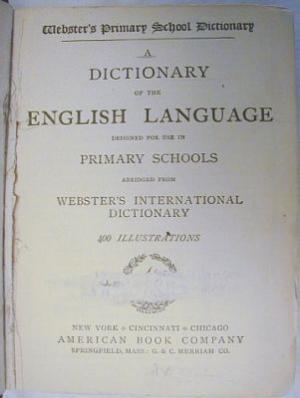 Webster's Primary School Dictionary
A
DICTIONARY
OF THE
ENGLISH LANGUAGE
DESIGNED FOR USE IN
PRIMARY SCHOOLS
ABRIDGED FROM
WEBSTER'S INTERNATIONAL
DICTIONARY
400 ILLUSTRATIONS
NEW YORK CINCINNATI CHICAGO
AMERICAN BOOK COMPANY
SPRINGFIELD, MASS.: G. & C. MERRIAM CO.